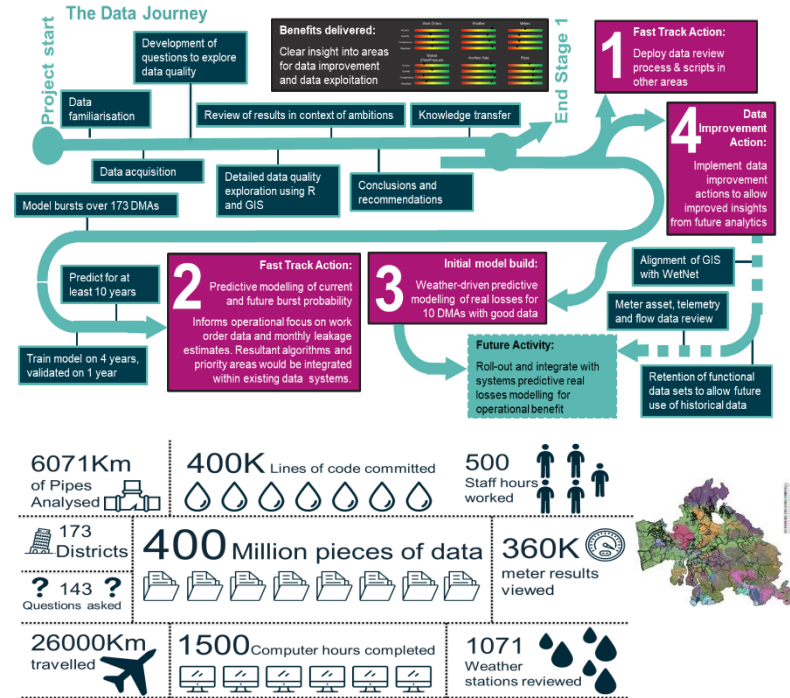 The Data Journey
Project start
Development of
questions to explore
data quality
Data
familiarisation
Data acquisition
Review of results in context of ambitions
Detailed data quality
exploration using R
and GIS
Conclusions and
recommendations
Knowledge transfer
Benefits delivered:
Clear insight into areas
for data improvement
and data exploitation
Work Orders
Meters
Ancillary Data
Pipes
End Stage 1
1
Fast Track Action:
Deploy data review
process & scripts in
other areas
4
Data
Improvement
Action:
Implement data
improvement
actions to allow
improved insights
from future analytics
Model bursts over 173 DMAs
Predict for at
least 10 years
Train model on 4 years,
validated on 1 year
2
Fast Track Action:
Predictive modelling of current
and future burst probability
Informs operational focus on work
order data and monthly leakage
estimates. Resultant algorithms and
priority areas would be integrated
within existing data systems.
3
Initial model build:
Weather-driven predictive
modelling of real losses for
10 DMAs with good data
Alignment of GIS
with WetNet
Meter asset, telemetry
and flow data review
Retention of functional
data sets to allow future
use of historical data
Future Activity:
Roll-out and integrate with
systems predictive real
losses modelling for
operational benefit
6071Km
of Pipes
Analysed
400K Lines of code committed
500
Staff hours
worked
173
Districts
400 Million pieces of data
360K
meter results
viewed
? 143 ?
Questions asked
26000Km
travelled
1500 Computer hours completed
1071
Weather
stations reviewed